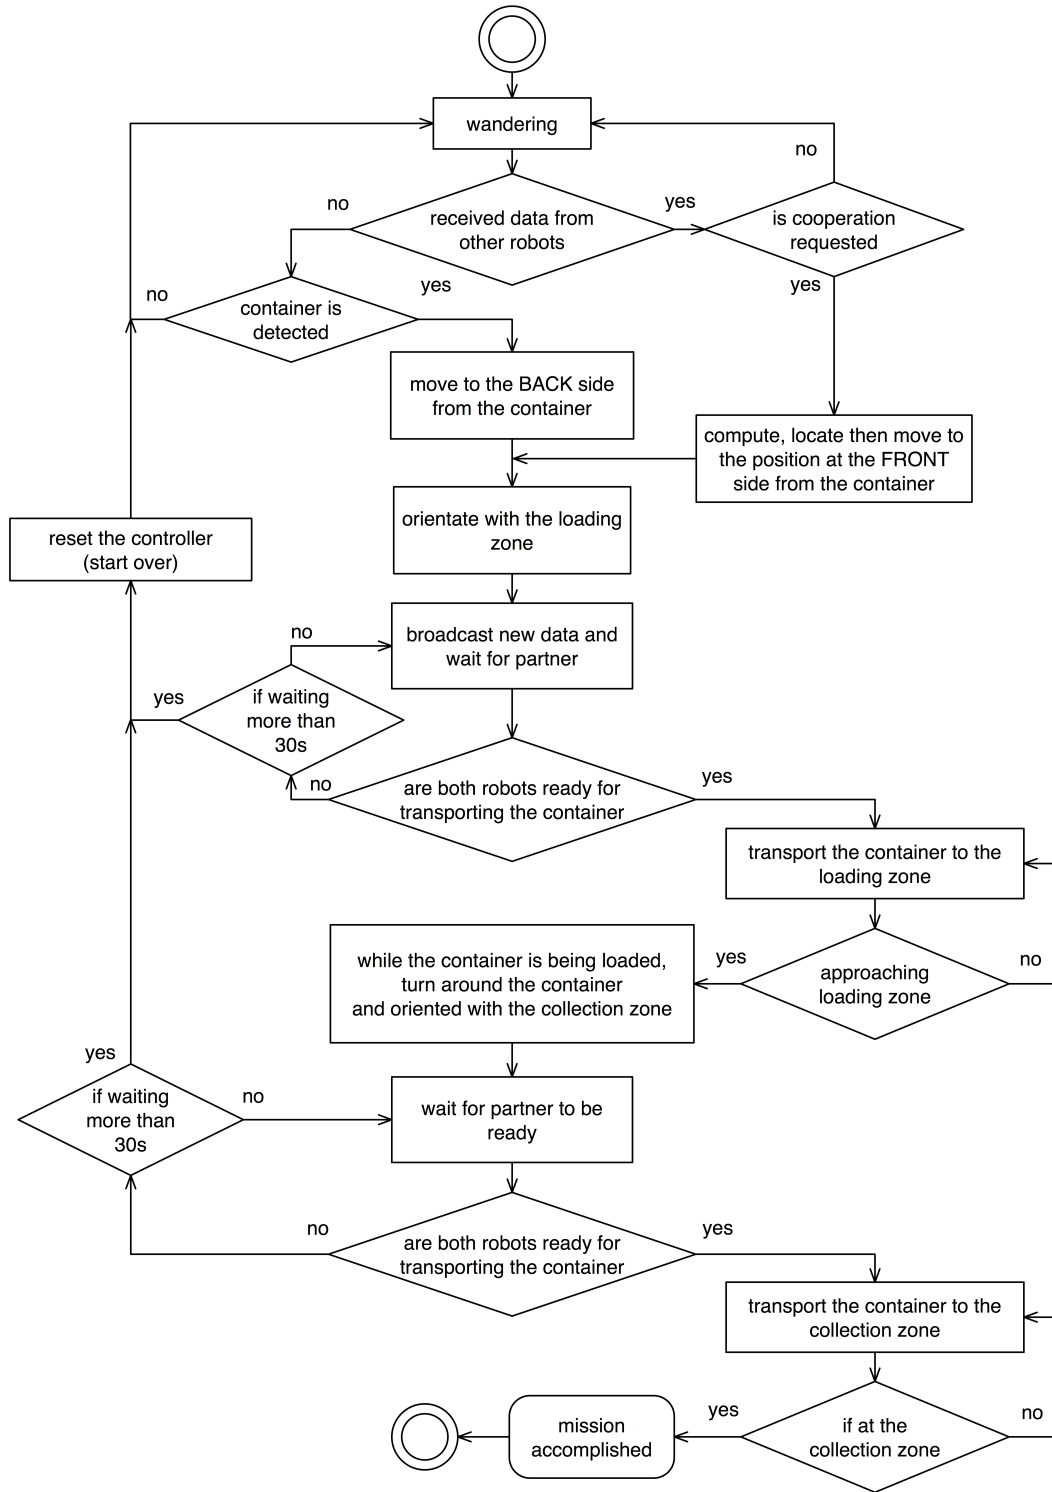 wandering
no
received data from
other robots
yes
is cooperation
requested
no
no
container is
detected
yes
yes
move to the BACK side
from the container
compute, locate then move to
the position at the FRONT
side from the container
orientate with the loading
zone
reset the controller
(start over)
broadcast new data and
wait for partner
no
yes
if waiting
more than
30s
no
are both robots ready for
transporting the container
yes
transport the container to the
loading zone
while the container is being loaded,
turn around the container
and oriented with the collection zone
yes
approaching
loading zone
no
yes
if waiting
more than
30s
no
wait for partner to be
ready
no
are both robots ready for
transporting the container
yes
transport the container to the
collection zone
mission
accomplished
yes
if at the
collection zone
no